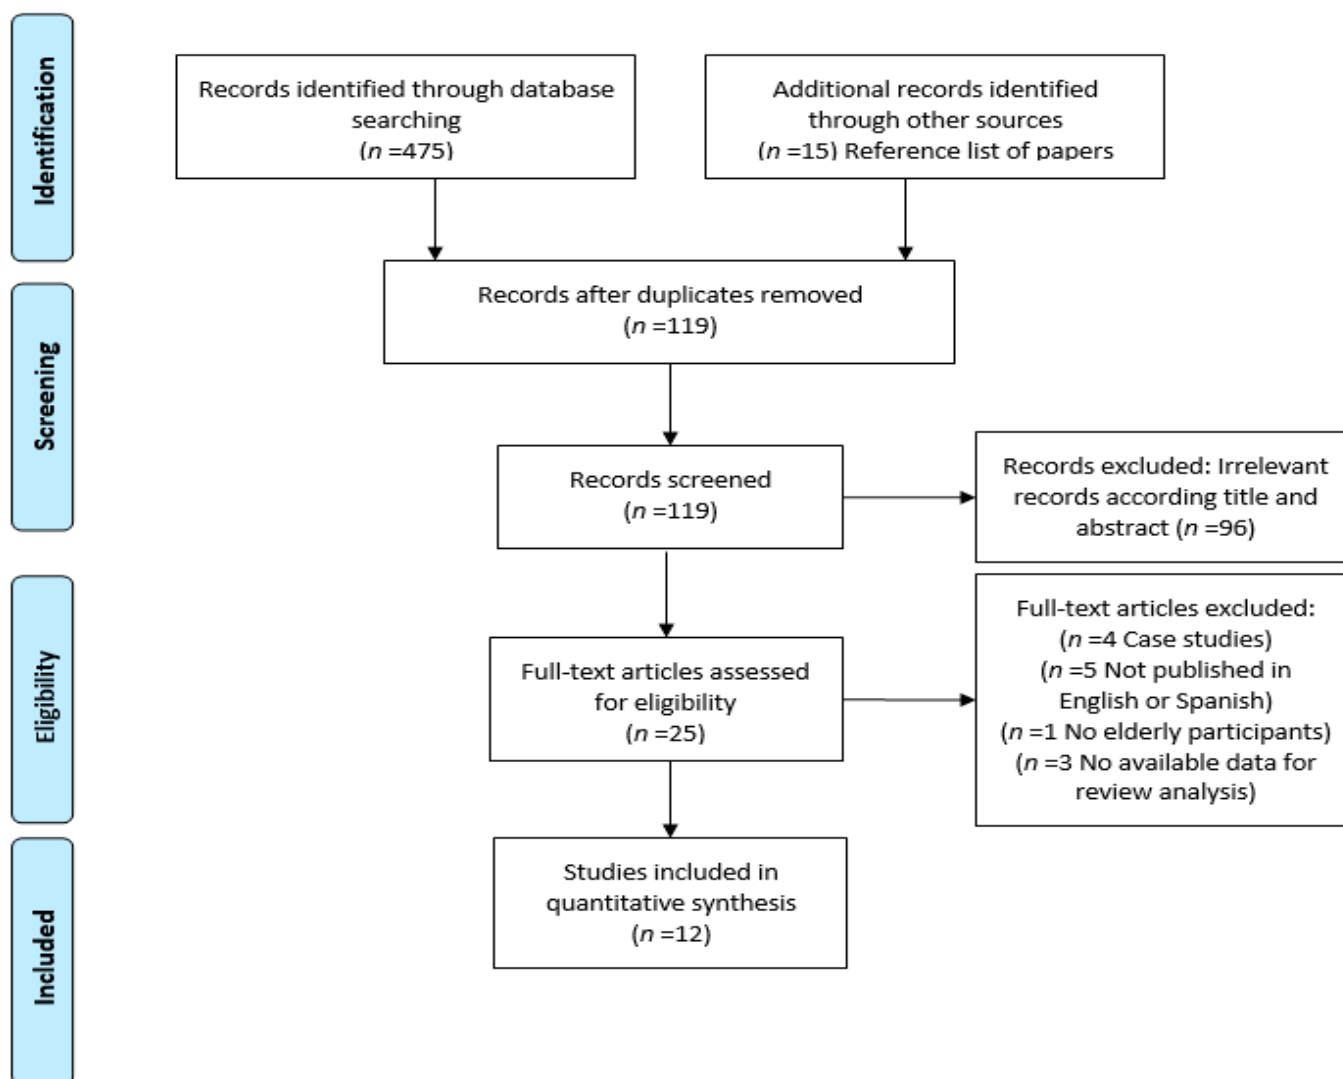 Identification
Records identified through database
searching
(n =475)
Additional records identified
through other sources
(n =15) Reference list of papers
Records after duplicates removed
(n =119)
Screening
Records screened
(n =119)
Records excluded: Irrelevant
records according title and
abstract (n =96)
Eligibility
Full-text articles assessed
for eligibility
(n =25)
Full-text articles excluded:
(n =4 Case studies)
(n =5 Not published in
English or Spanish)
(n =1 No elderly participants)
(n =3 No available data for
review analysis)
Included
Studies included in
quantitative synthesis
(n =12)